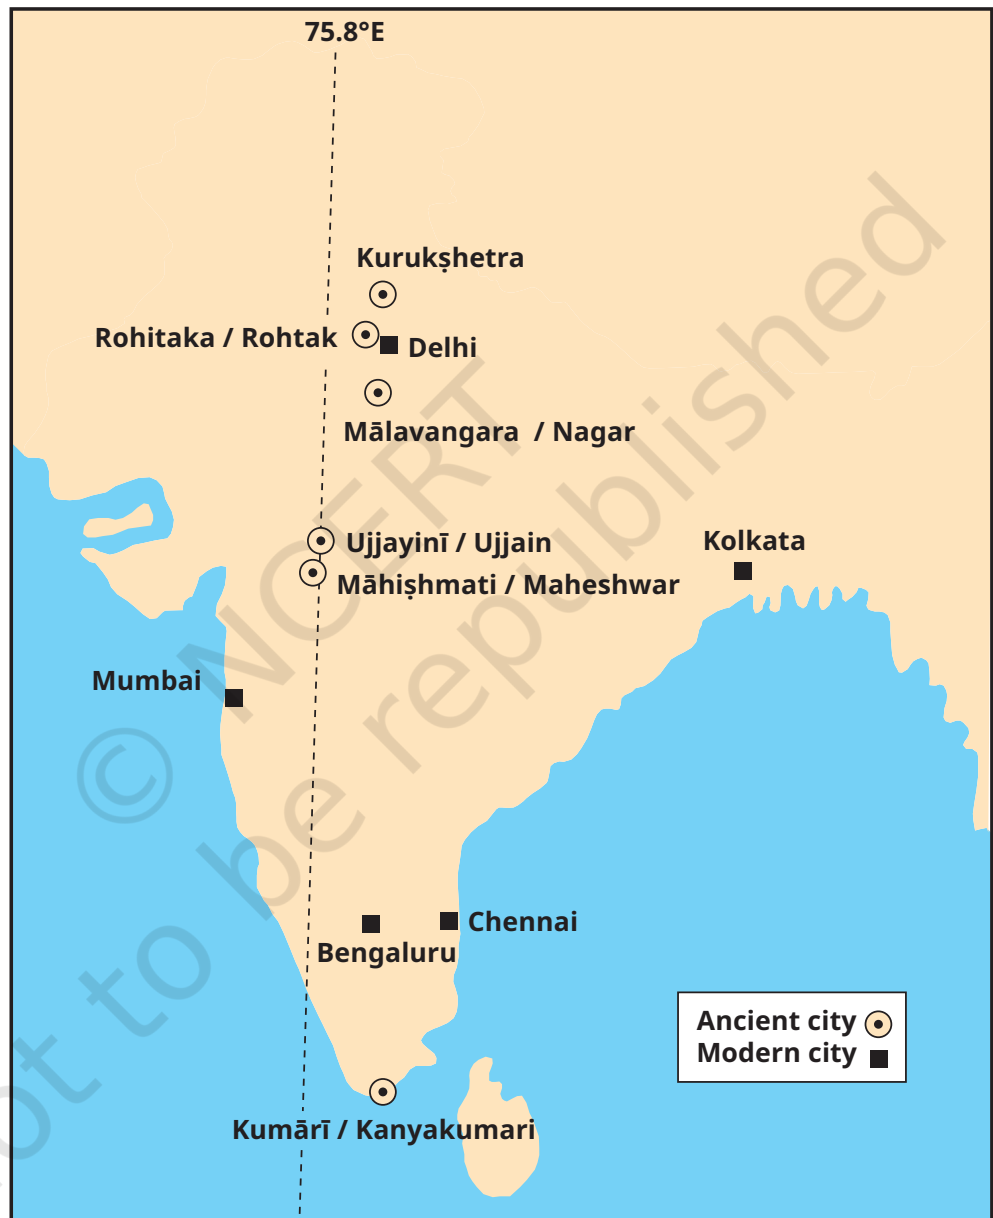 75.8°E
Kurukṣhetra
Rohitaka / Rohtak
Delhi
Mālavangara / Nagar
Ujjayinī / Ujjain
Kolkata
Māhiṣhmati / Maheshwar
Mumbai
Chennai
Bengaluru
Ancient city
Modern city
Kumārī / Kanyakumari
© NCERT
not to be republished